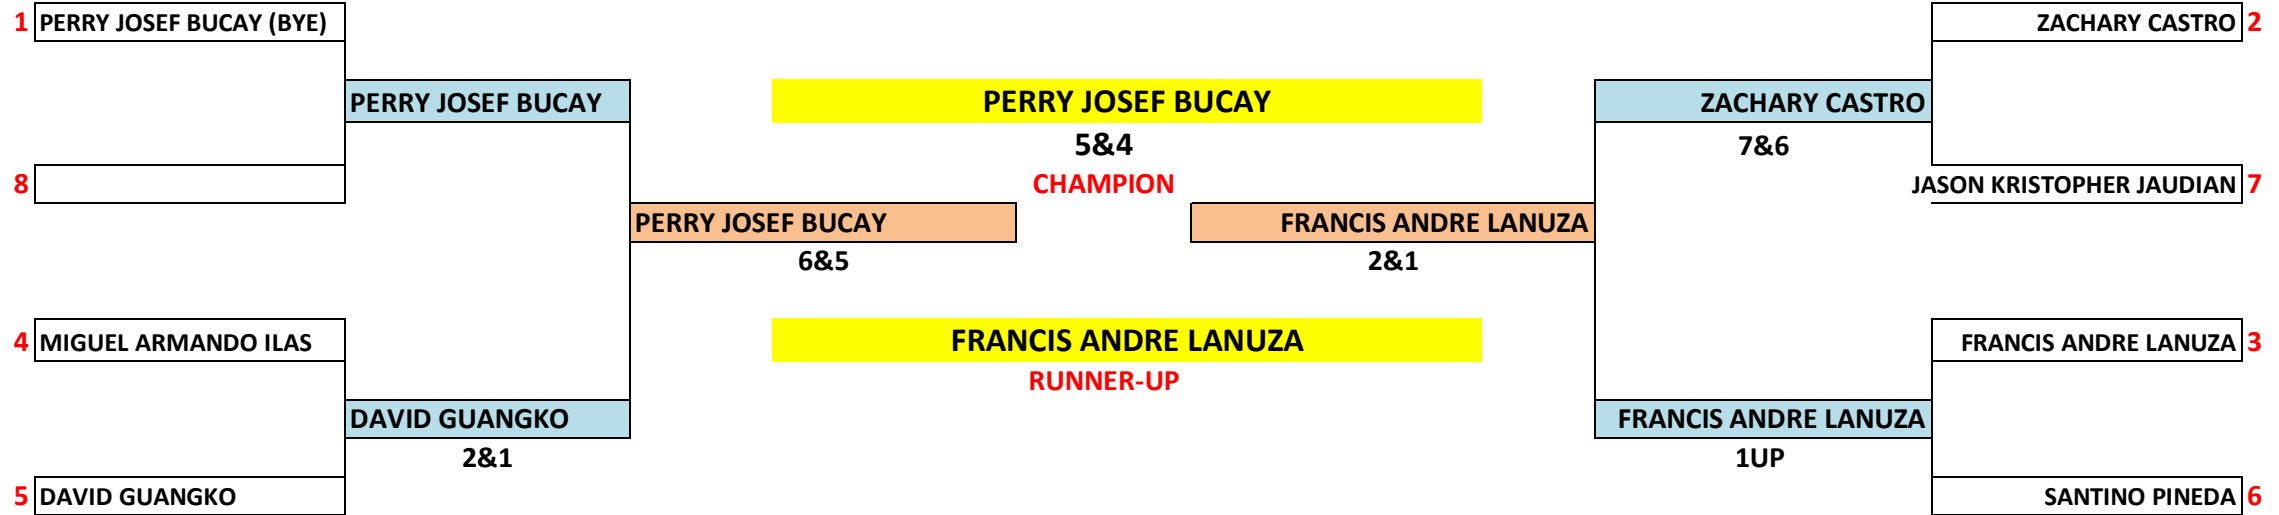 1 PERRY JOSEF BUCAY (BYE)
ZACHARY CASTRO 2
PERRY JOSEF BUCAY
PERRY JOSEF BUCAY
ZACHARY CASTRO
5&4
7&6
8
CHAMPION
JASON KRISTOPHER JAUDIAN 7
PERRY JOSEF BUCAY
FRANCIS ANDRE LANUZA
6&5
2&1
4 MIGUEL ARMANDO ILAS
FRANCIS ANDRE LANUZA
FRANCIS ANDRE LANUZA 3
RUNNER-UP
DAVID GUANGKO
FRANCIS ANDRE LANUZA
2&1
1UP
5 DAVID GUANGKO
SANTINO PINEDA 6